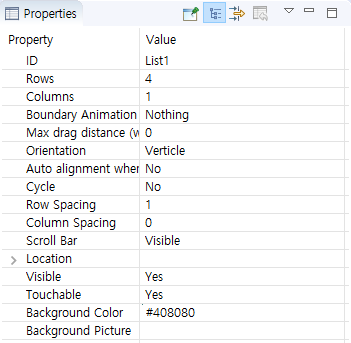 Properties
Property Value
ID List1
Rows 4
Columns 1
Boundary Animation Nothing
Max drag distance (w 0
Orientation Verticle
Auto alignment wher No
Cycle No
Row Spacing 1
Column Spacing 0
Scroll Bar Visible
Location
Visible Yes
Touchable Yes
Background Color #408080
Background Picture